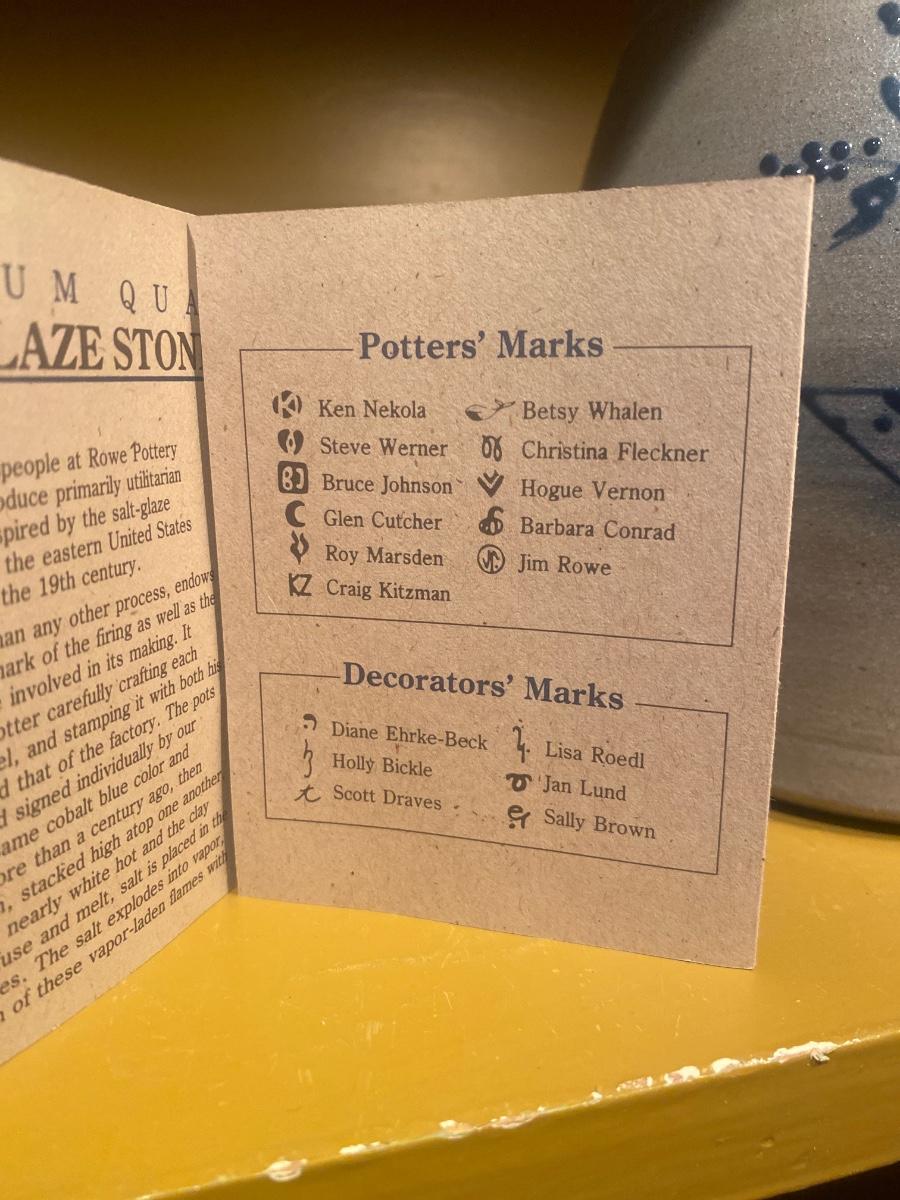 UM QUA
LAZE STON
people at Rowe Pottery
oduce primarily utilitarian
spired by the salt-glaze
the eastern United States
the 19th century.
han any other process, endows
mark of the firing as well as the
involved in its making. It
otter carefully crafting each
el, and stamping it with both his
d that of the factory. The pots
d signed individually by our
ame cobalt blue color and
ore than a century ago, then
n, stacked high atop one another
nearly white hot and the clay
fuse and melt, salt is placed in the
es. The salt explodes into vapor,
n of these vapor-laden flames with
Potters' Marks
Ken Nekola
Steve Werner
BJ Bruce Johnson
Glen Cutcher
Roy Marsden
KZ Craig Kitzman
Betsy Whalen
Christina Fleckner
Hogue Vernon
Barbara Conrad
Jim Rowe
Decorators' Marks
Diane Ehrke-Beck
Holly Bickle
Scott Draves
Lisa Roedl
Jan Lund
Sally Brown